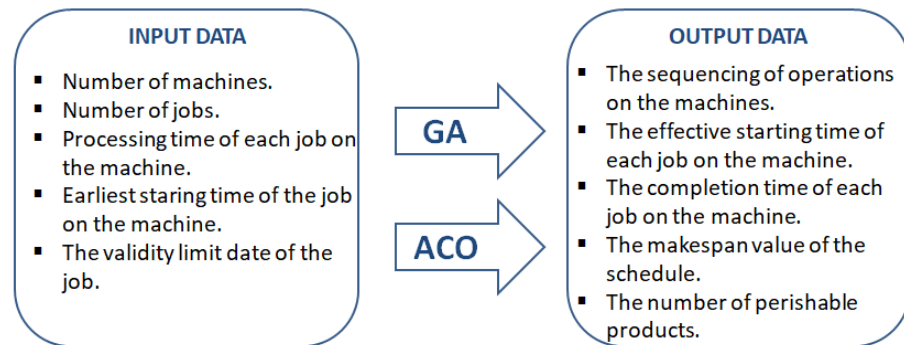 INPUT DATA
▪ Number of machines.
▪ Number of jobs.
▪ Processing time of each job on
the machine.
▪ Earliest staring time of the job
on the machine.
▪ The validity limit date of the
job.
GA
ACO
OUTPUT DATA
▪ The sequencing of operations
on the machines.
▪ The effective starting time of
each job on the machine.
▪ The completion time of each
job on the machine.
▪ The makespan value of the
schedule.
▪ The number of perishable
products.